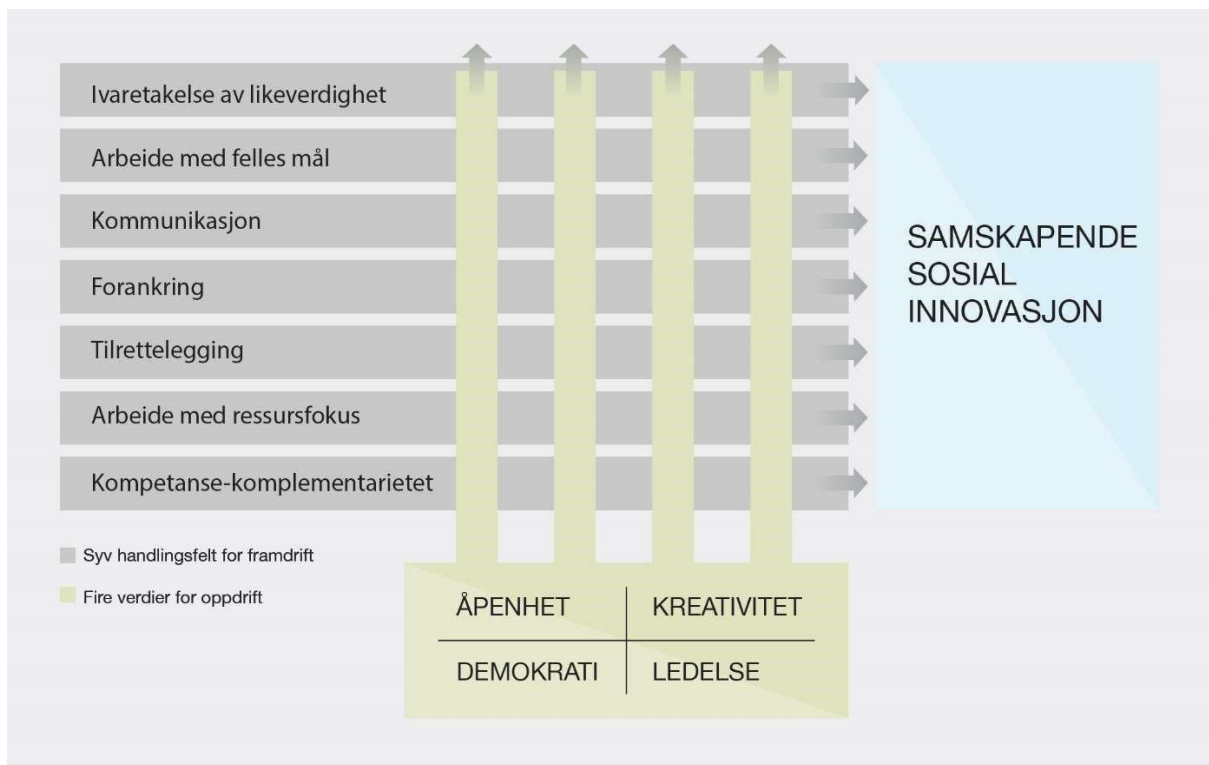 Ivaretakelse av likeverdighet
Arbeide med felles mål
Kommunikasjon
Forankring
Tilrettelegging
Arbeide med ressursfokus
Kompetanse-komplementarietet
SAMSKAPENDE
SOSIAL
INNOVASJON
Syv handlingsfelt for framdrift
Fire verdier for oppdrift
ÅPENHET
KREATIVITET
DEMOKRATI
LEDELSE